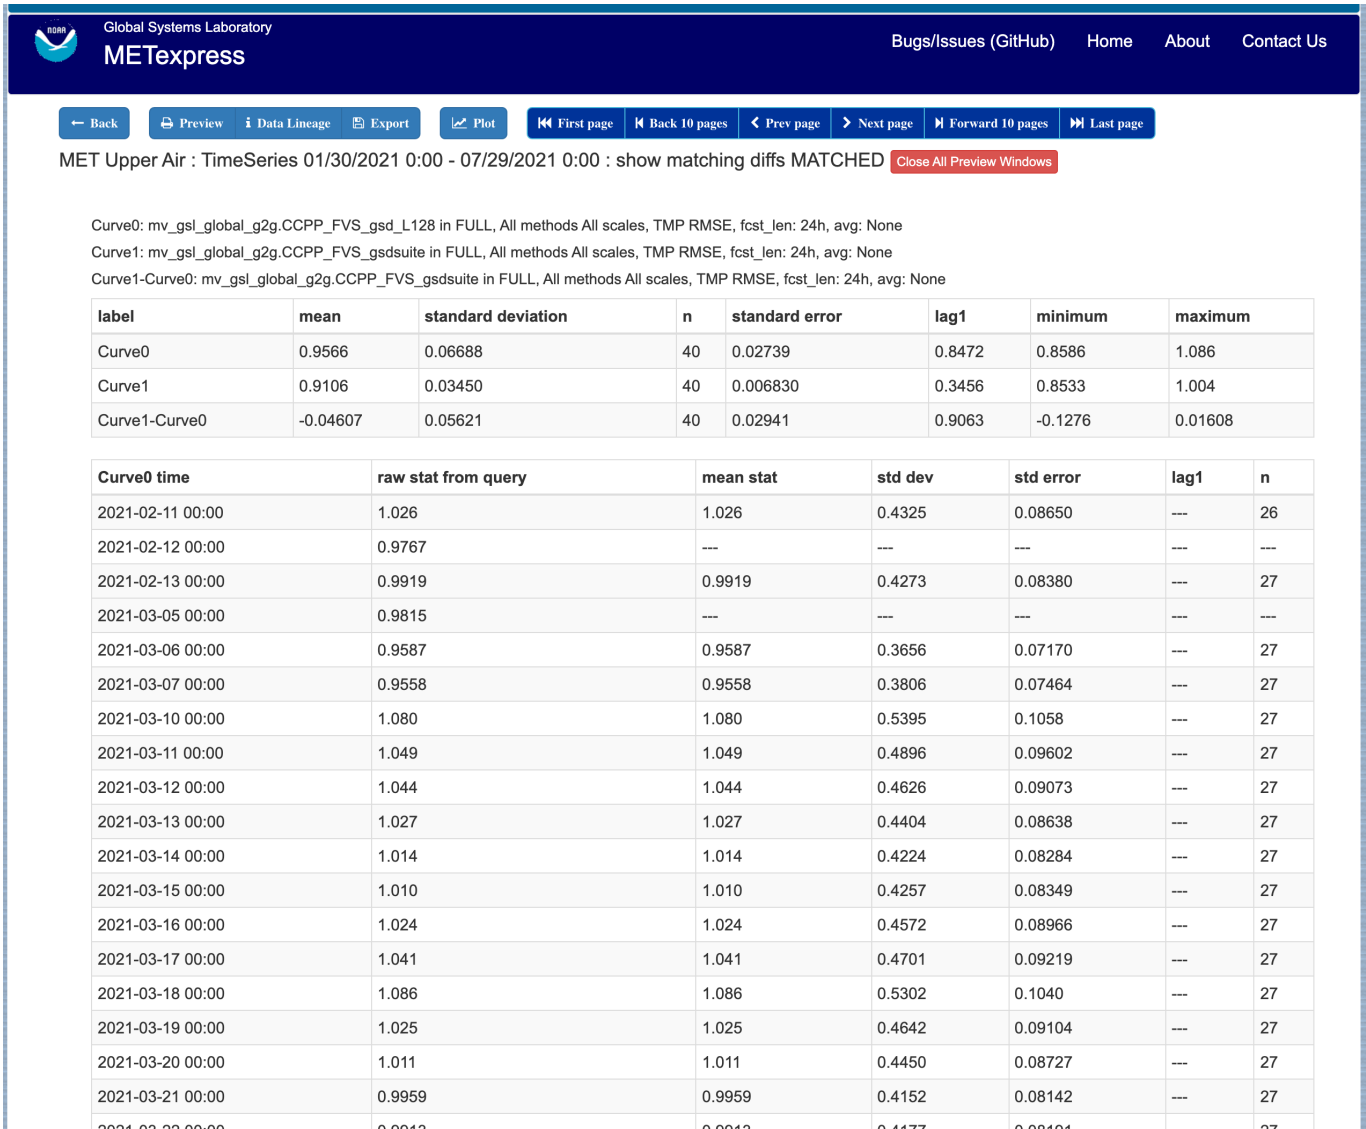 NOAA
Global Systems Laboratory
METexpress
Bugs/Issues (GitHub) Home About Contact Us
Back Preview Data Lineage Export Plot First page Back 10 pages Prev page Next page Forward 10 pages Last page
MET Upper Air : TimeSeries 01/30/2021 0:00 - 07/29/2021 0:00 : show matching diffs MATCHED Close All Preview Windows
Curve0: mv_gsl_global_g2g.CCPP_FVS_gsd_L128 in FULL, All methods All scales, TMP RMSE, fcst_len: 24h, avg: None
Curve1: mv_gsl_global_g2g.CCPP_FVS_gsdsuite in FULL, All methods All scales, TMP RMSE, fcst_len: 24h, avg: None
Curve1-Curve0: mv_gsl_global_g2g.CCPP_FVS_gsdsuite in FULL, All methods All scales, TMP RMSE, fcst_len: 24h, avg: None
label mean standard deviation n standard error lag1 minimum maximum
Curve0 0.9566 0.06688 40 0.02739 0.8472 0.8586 1.086
Curve1 0.9106 0.03450 40 0.006830 0.3456 0.8533 1.004
Curve1-Curve0 -0.04607 0.05621 40 0.02941 0.9063 -0.1276 0.01608
Curve0 time raw stat from query mean stat std dev std error lag1 n
2021-02-11 00:00 1.026 1.026 0.4325 0.08650 --- 26
2021-02-12 00:00 0.9767 --- --- --- --- ---
2021-02-13 00:00 0.9919 0.9919 0.4273 0.08380 --- 27
2021-03-05 00:00 0.9815 --- --- --- --- ---
2021-03-06 00:00 0.9587 0.9587 0.3656 0.07170 --- 27
2021-03-07 00:00 0.9558 0.9558 0.3806 0.07464 --- 27
2021-03-10 00:00 1.080 1.080 0.5395 0.1058 --- 27
2021-03-11 00:00 1.049 1.049 0.4896 0.09602 --- 27
2021-03-12 00:00 1.044 1.044 0.4626 0.09073 --- 27
2021-03-13 00:00 1.027 1.027 0.4404 0.08638 --- 27
2021-03-14 00:00 1.014 1.014 0.4224 0.08284 --- 27
2021-03-15 00:00 1.010 1.010 0.4257 0.08349 --- 27
2021-03-16 00:00 1.024 1.024 0.4572 0.08966 --- 27
2021-03-17 00:00 1.041 1.041 0.4701 0.09219 --- 27
2021-03-18 00:00 1.086 1.086 0.5302 0.1040 --- 27
2021-03-19 00:00 1.025 1.025 0.4642 0.09104 --- 27
2021-03-20 00:00 1.011 1.011 0.4450 0.08727 --- 27
2021-03-21 00:00 0.9959 0.9959 0.4152 0.08142 --- 27